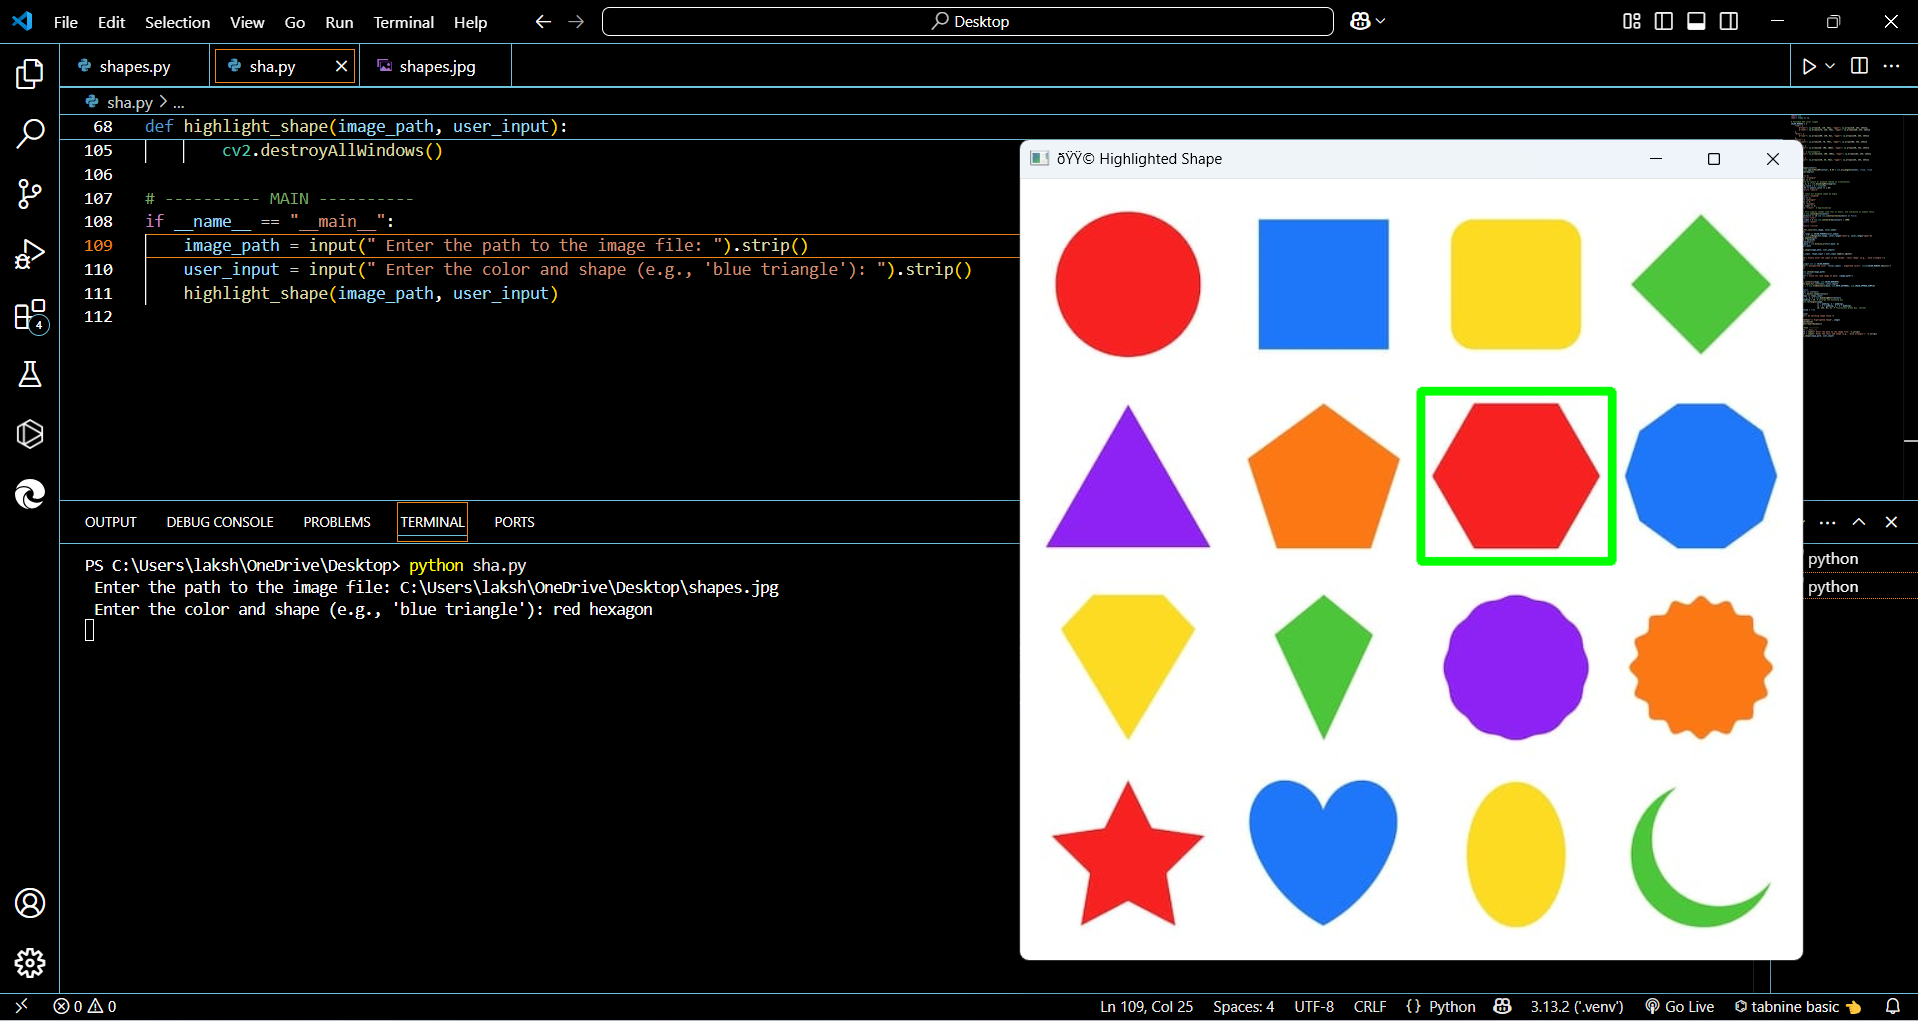 File Edit Selection View Go Run Terminal Help
Desktop
shapes.py
sha.py
shapes.jpg
sha.py > ...
68 def highlight_shape(image_path, user_input):
105 cv2.destroyAllWindows()
106
107 # ---------- MAIN ----------
108 if __name__ == "__main__":
109 image_path = input(" Enter the path to the image file: ").strip()
110 user_input = input(" Enter the color and shape (e.g., 'blue triangle'): ").strip()
111 highlight_shape(image_path, user_input)
112
4
ðŸŸ© Highlighted Shape
OUTPUT DEBUG CONSOLE PROBLEMS TERMINAL PORTS
PS C:\Users\laksh\OneDrive\Desktop> python sha.py
Enter the path to the image file: C:\Users\laksh\OneDrive\Desktop\shapes.jpg
Enter the color and shape (e.g., 'blue triangle'): red hexagon
python
python
0 0
Ln 109, Col 25 Spaces: 4 UTF-8 CRLF {} Python 3.13.2 ('.venv') Go Live tabnine basic 👈